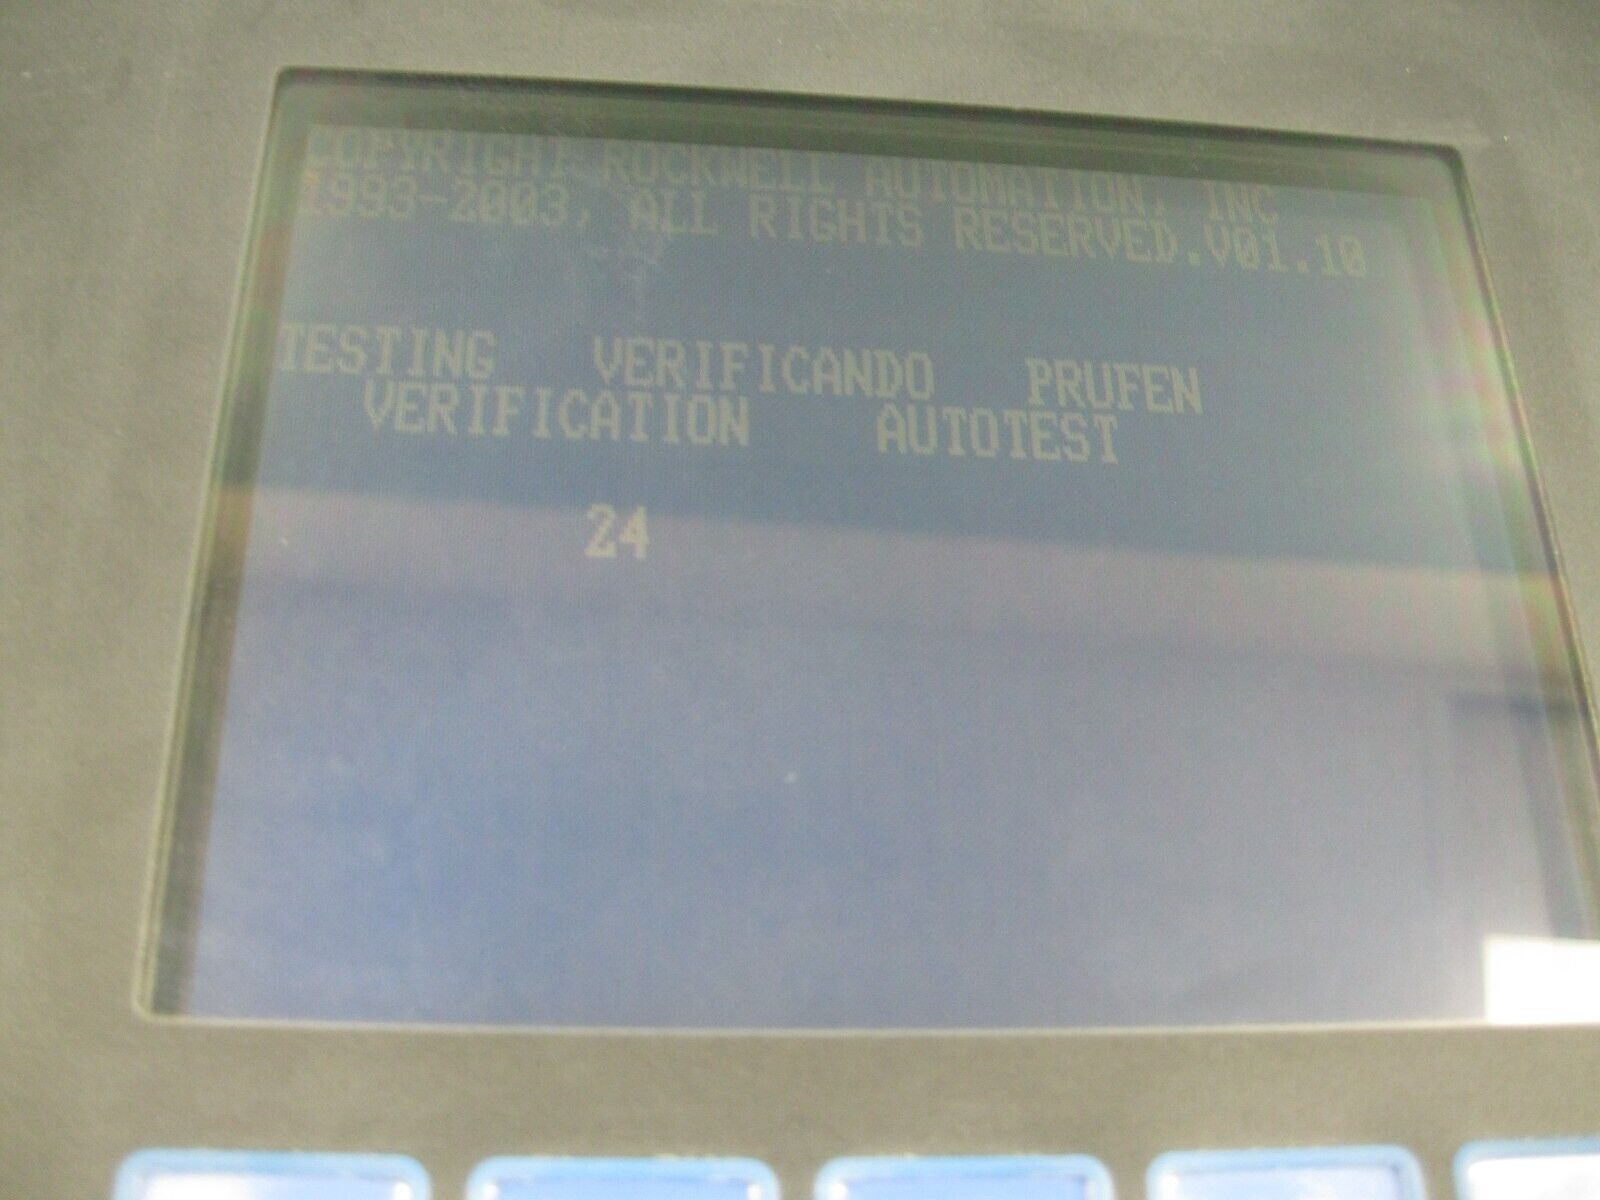 COPYRIGHT ROCKWELL AUTOMATION, INC
1993-2003, ALL RIGHTS RESERVED.V01.10
TESTING VERIFICANDO PRUFEN
VERIFICATION AUTOTEST
24